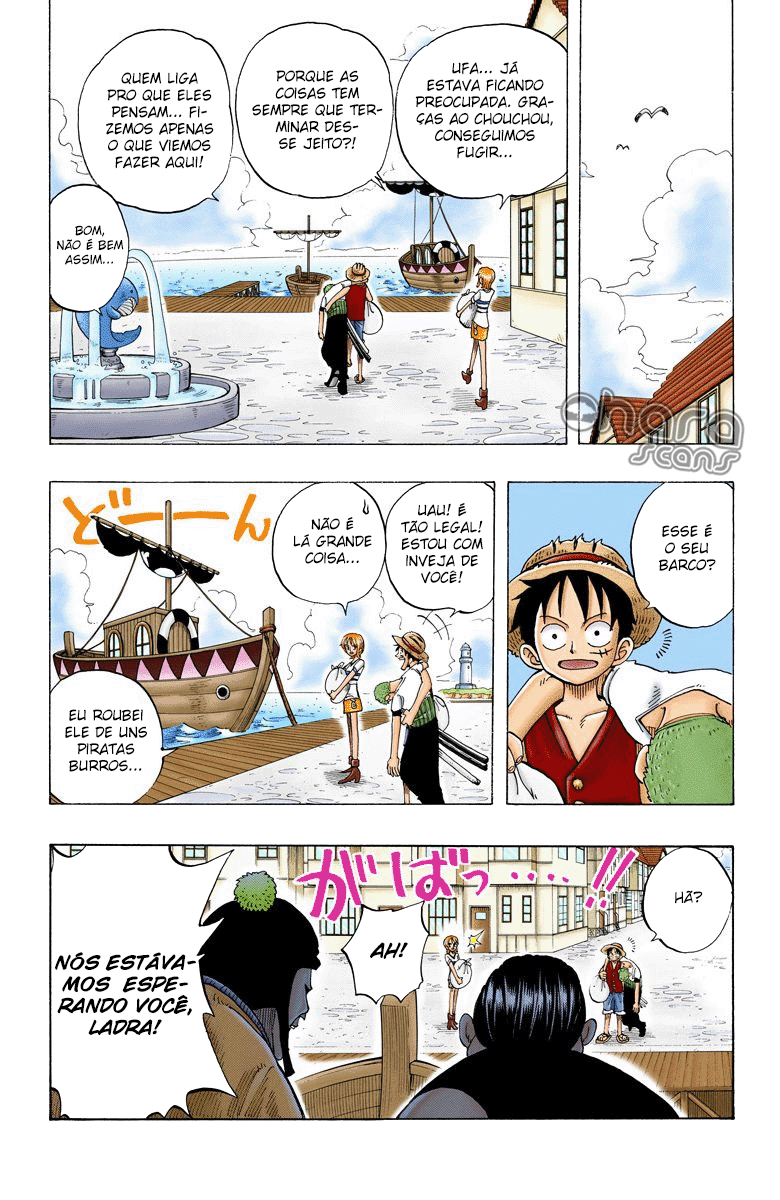 UFA... JÁ
ESTAVA FICANDO
PREOCUPADA. GRA-
ÇAS AO CHOUCHOU,
CONSEGUIMOS
FUGIR...
PORQUE AS
COISAS TEM
SEMPRE QUE TER-
MINAR DES-
SE JEITO?!
QUEM LIGA
PRO QUE ELES
PENSAM... FI-
ZEMOS APENAS
O QUE VIEMOS
FAZER AQUI!
BOM,
NÃO É BEM
ASSIM...
Ohara
scans
ESSE É
O SEU
BARCO?
UAU! É
TÃO LEGAL!
ESTOU COM
INVEJA DE
VOCÊ!
NÃO É
LÁ GRANDE
COISA...
どーーん
EU ROUBEI
ELE DE UNS
PIRATAS
BURROS...
HÃ?
がばっ....!!
AH!
NÓS ESTÁVA-
MOS ESPE-
RANDO VOCÊ,
LADRA!